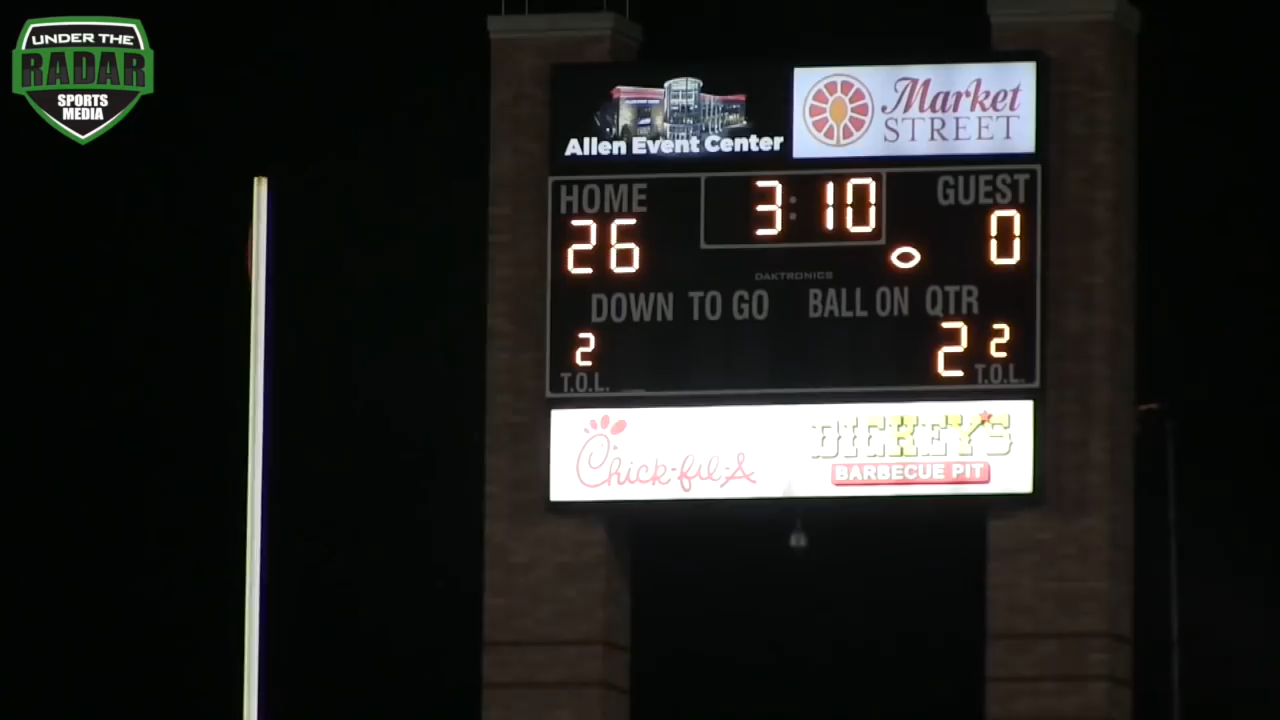 UNDER THE
RADAR
SPORTS
MEDIA
Allen Event Center
Market
STREET
HOME 3:10 GUEST
26 0
DAKTRONICS
DOWN TO GO BALL ON QTR
2 2 2
T.O.L. T.O.L.
Chick-fil-A
DICKEY'S
BARBECUE PIT